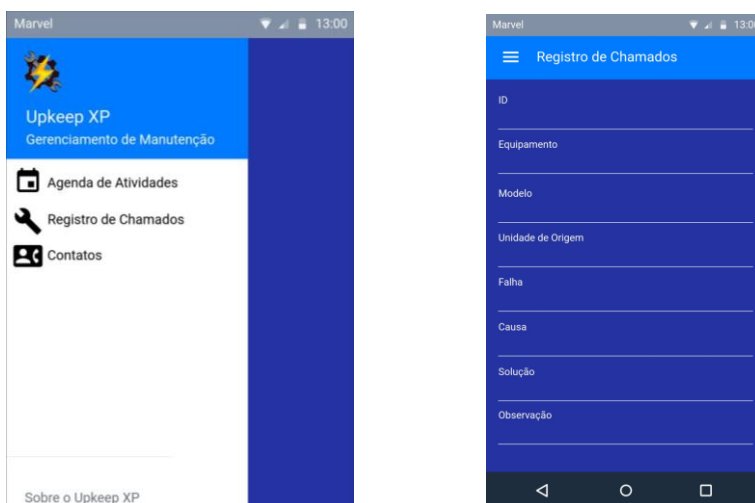 Marvel 13:00
Upkeep XP
Gerenciamento de Manutenção
Agenda de Atividades
Registro de Chamados
Contatos
Sobre o Upkeep XP
Marvel 13:00
Registro de Chamados
ID
Equipamento
Modelo
Unidade de Origem
Falha
Causa
Solução
Observação